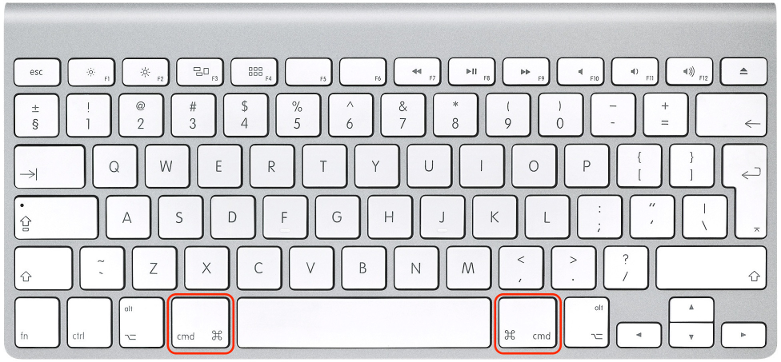 esc F1 F2 F3 F4 F5 F6 F7 F8 F9 F10 F11 F12
± ! @ # $ % ^ & * ( ) – +
§ 1 2 3 4 5 6 7 8 9 0 - = ←
→| Q W E R T Y U I O P { [ } ]
A S D F G H J K L : ; " ' | \
~ ` Z X C V B N M < , > . ? /
fn ctrl alt ⌥ cmd ⌘ ⌘ cmd alt ⌥ ◄ ▲ ▼ ►